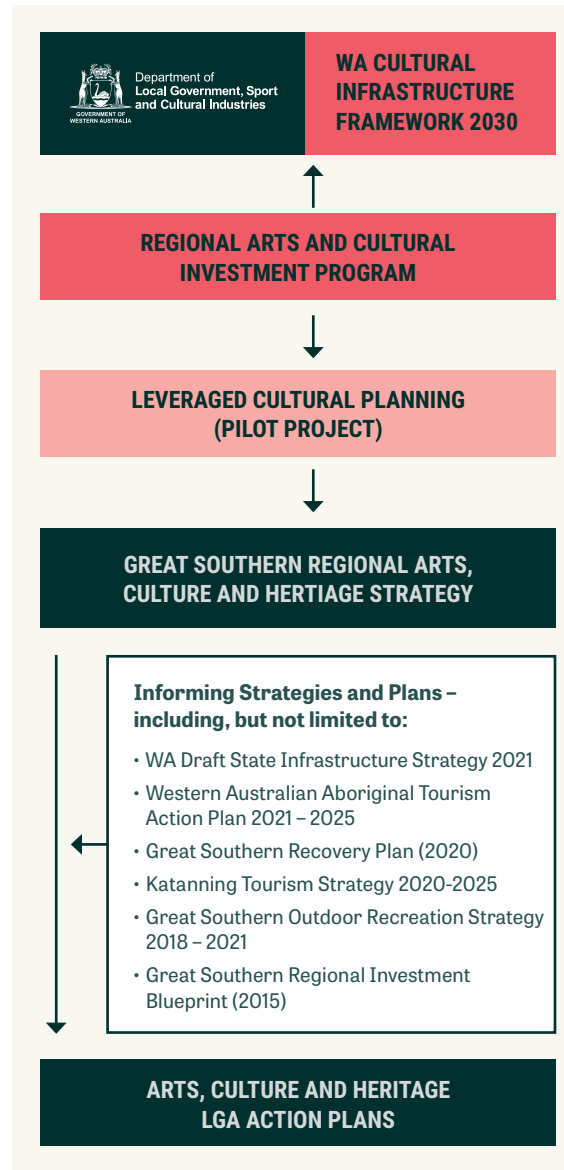 Department of
Local Government, Sport
and Cultural Industries
GOVERNMENT OF
WESTERN AUSTRALIA
WA CULTURAL
INFRASTRUCTURE
FRAMEWORK 2030
REGIONAL ARTS AND CULTURAL
INVESTMENT PROGRAM
LEVERAGED CULTURAL PLANNING
(PILOT PROJECT)
GREAT SOUTHERN REGIONAL ARTS,
CULTURE AND HERTIAGE STRATEGY
Informing Strategies and Plans –
including, but not limited to:
• WA Draft State Infrastructure Strategy 2021
• Western Australian Aboriginal Tourism
Action Plan 2021 – 2025
• Great Southern Recovery Plan (2020)
• Katanning Tourism Strategy 2020-2025
• Great Southern Outdoor Recreation Strategy
2018 – 2021
• Great Southern Regional Investment
Blueprint (2015)
ARTS, CULTURE AND HERITAGE
LGA ACTION PLANS